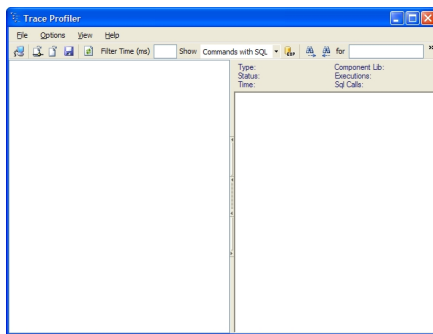 Trace Profiler
File Options View Help
Filter Time (ms) Show Commands with SQL for
Type: Component Lib:
Status: Executions:
Time: Sql Calls: